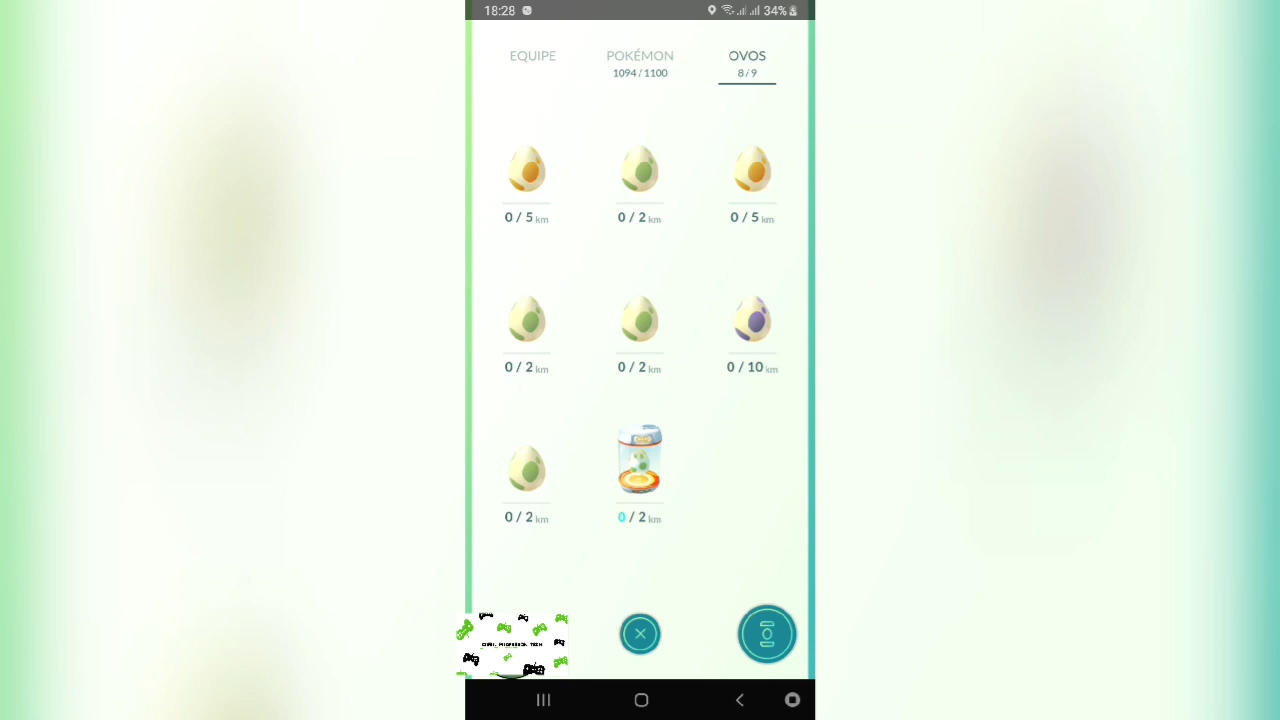 18:28 34%
EQUIPE POKÉMON OVOS
1094 / 1100 8 / 9
0 / 5 km 0 / 2 km 0 / 5 km
0 / 2 km 0 / 2 km 0 / 10 km
0 / 2 km 0 / 2 km